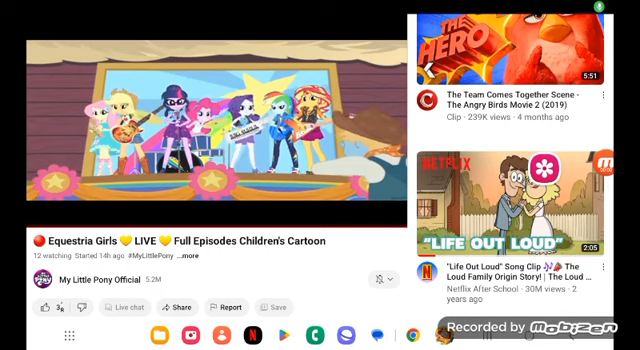 THE
HERO
5:51
The Team Comes Together Scene -
The Angry Birds Movie 2 (2019)
Clip · 239K views · 4 months ago
NETFLIX
"LIFE OUT LOUD"
2:05
"Life Out Loud" Song Clip 🎶📣 The
Loud Family Origin Story! | The Loud ...
Netflix After School · 30M views · 2
years ago
🔴 Equestria Girls 💛 LIVE 💛 Full Episodes Children's Cartoon
12 watching Started 14h ago #MyLittlePony ...more
My Little Pony Official 5.2M
Live chat
Share
Report
Save
Recorded by Mobizen